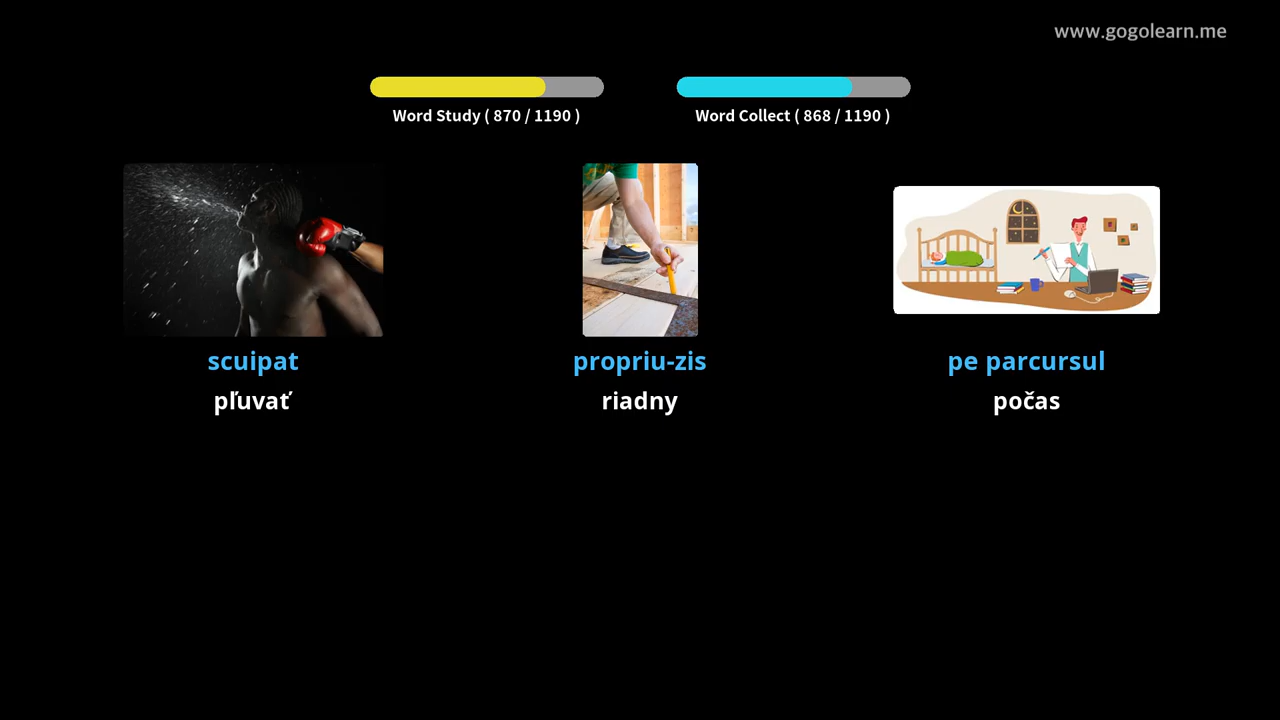 www.gogolearn.me
Word Study ( 870 / 1190 )
Word Collect ( 868 / 1190 )
scuipat
propriu-zis
pe parcursul
pľuvať
riadny
počas